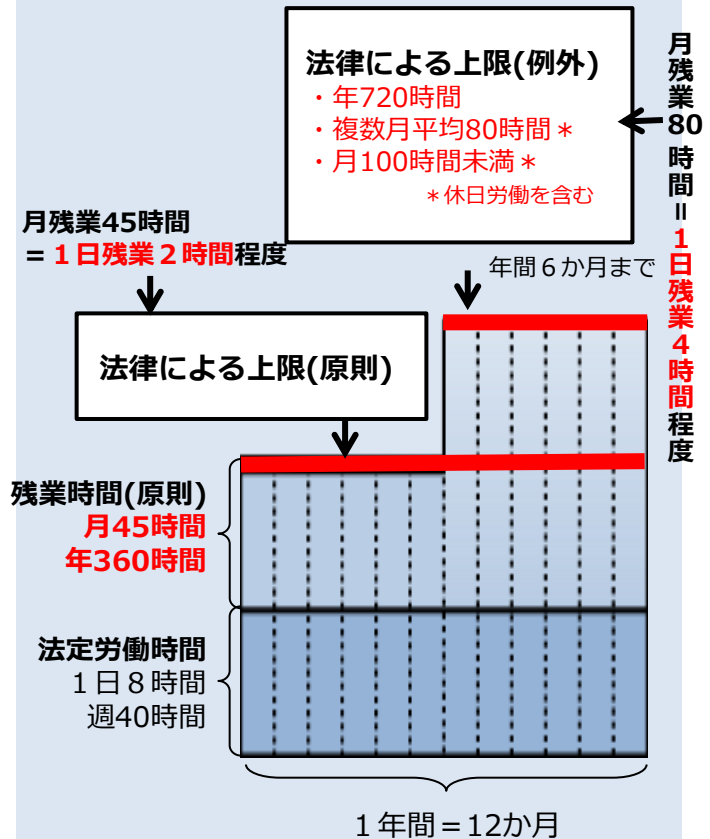 法律による上限(例外)
・年720時間
・複数月平均80時間＊
・月100時間未満＊
＊休日労働を含む
月残業80時間＝1日残業4時間程度
月残業45時間
=１日残業２時間程度
年間６か月まで
法律による上限(原則)
残業時間(原則)
月45時間
年360時間
法定労働時間
１日８時間
週40時間
１年間＝12か月